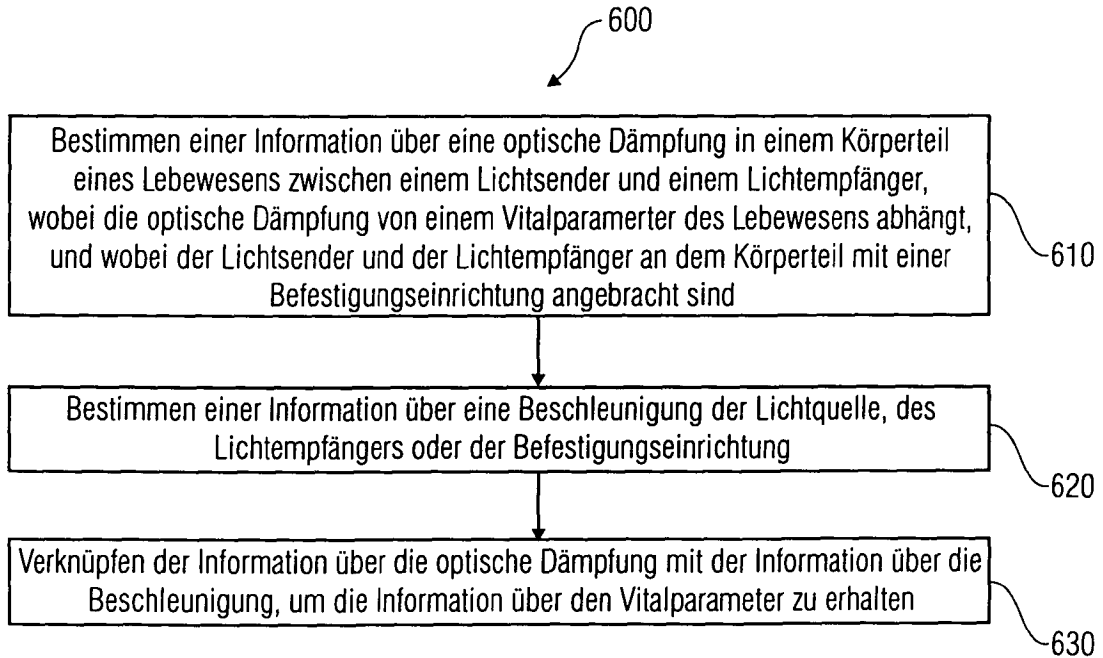 600
Bestimmen einer Information über eine optische Dämpfung in einem Körperteil
eines Lebewesens zwischen einem Lichtsender und einem Lichtempfänger,
wobei die optische Dämpfung von einem Vitalparamerter des Lebewesens abhängt,
und wobei der Lichtsender und der Lichtempfänger an dem Körperteil mit einer
Befestigungseinrichtung angebracht sind
610
Bestimmen einer Information über eine Beschleunigung der Lichtquelle, des
Lichtempfängers oder der Befestigungseinrichtung
620
Verknüpfen der Information über die optische Dämpfung mit der Information über die
Beschleunigung, um die Information über den Vitalparameter zu erhalten
630